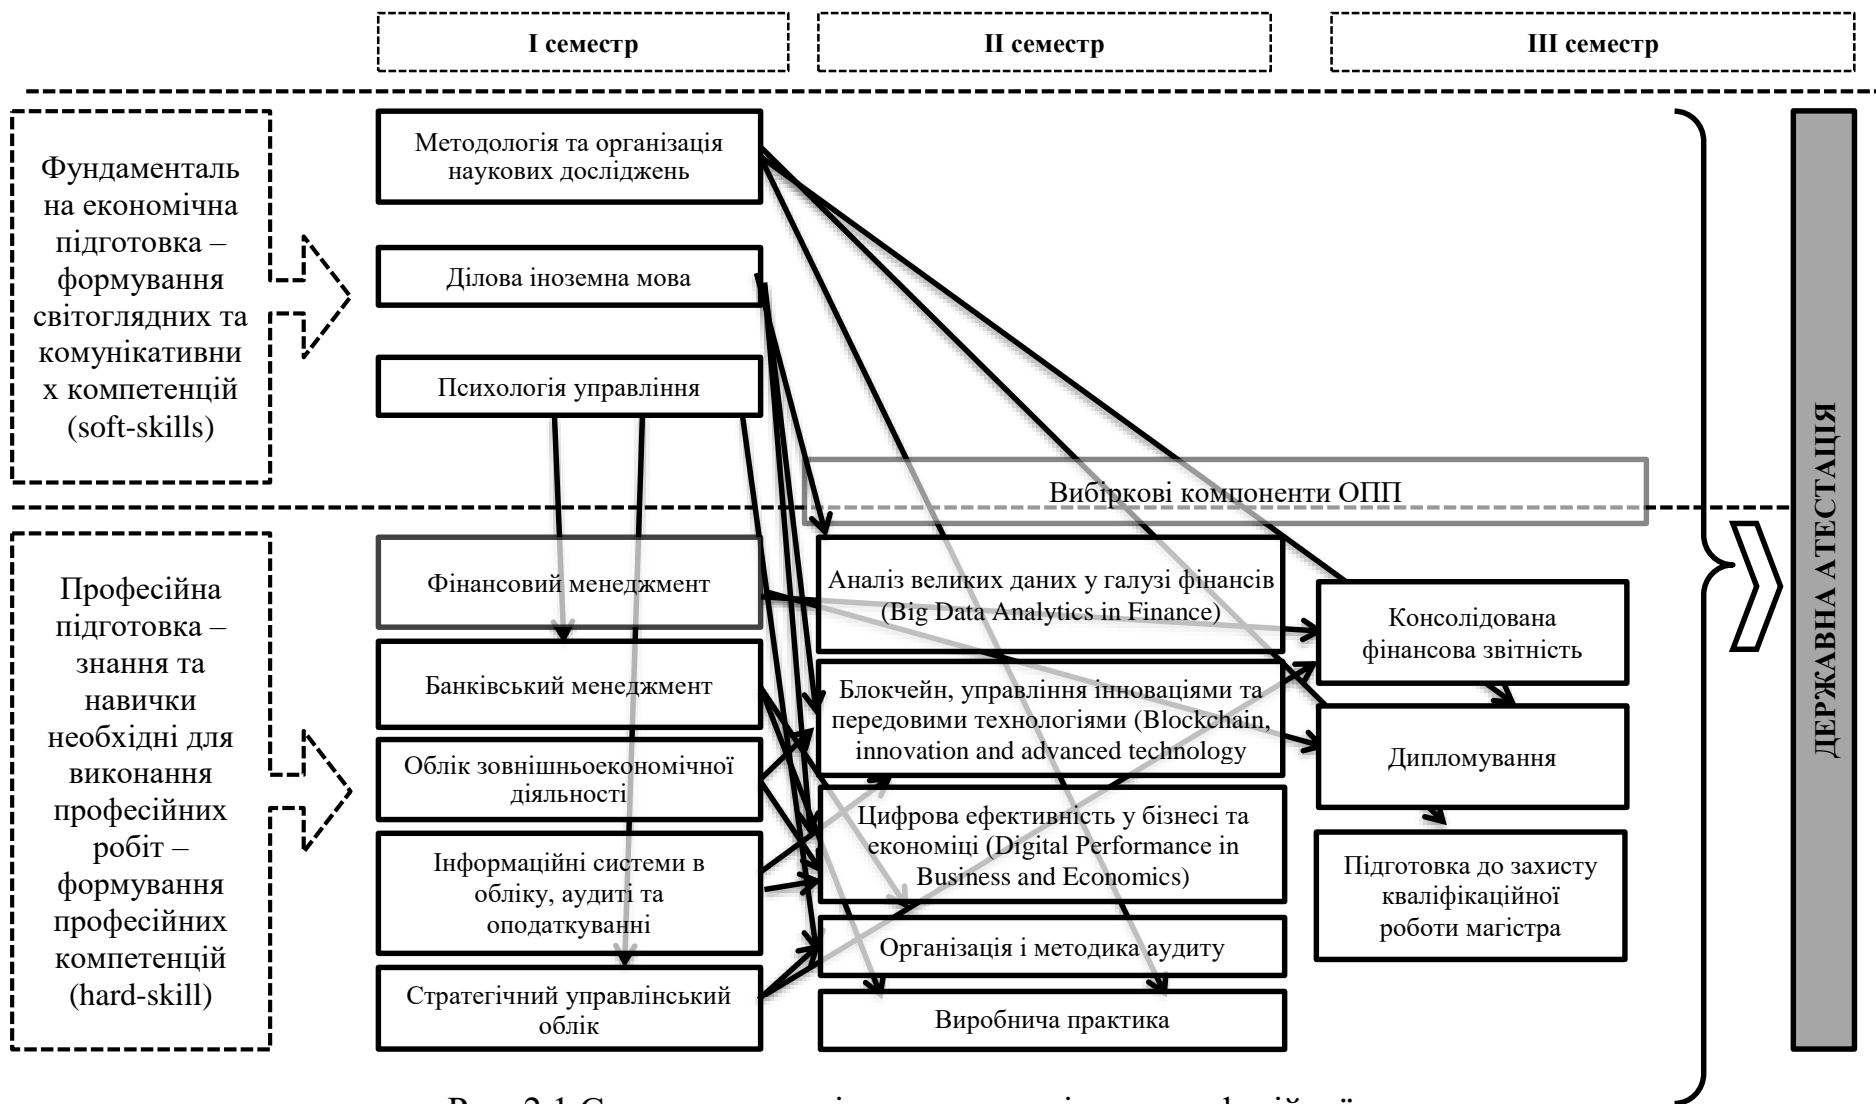 I семестр
II семестр
III семестр
Фундаменталь
на економічна
підготовка –
формування
світоглядних та
комунікативни
х компетенцій
(soft-skills)
Методологія та організація
наукових досліджень
Ділова іноземна мова
Психологія управління
Вибіркові компоненти ОПП
Професійна
підготовка –
знання та
навички
необхідні для
виконання
професійних
робіт –
формування
професійних
компетенцій
(hard-skill)
Фінансовий менеджмент
Банківський менеджмент
Облік зовнішньоекономічної
діяльності
Інформаційні системи в
обліку, аудиті та
оподаткуванні
Стратегічний управлінський
облік
Аналіз великих даних у галузі фінансів
(Big Data Analytics in Finance)
Блокчейн, управління інноваціями та
передовими технологіями (Blockchain,
innovation and advanced technology
Цифрова ефективність у бізнесі та
економіці (Digital Performance in
Business and Economics)
Організація і методика аудиту
Виробнича практика
Консолідована
фінансова звітність
Дипломування
Підготовка до захисту
кваліфікаційної
роботи магістра
ДЕРЖАВНА АТЕСТАЦІЯ